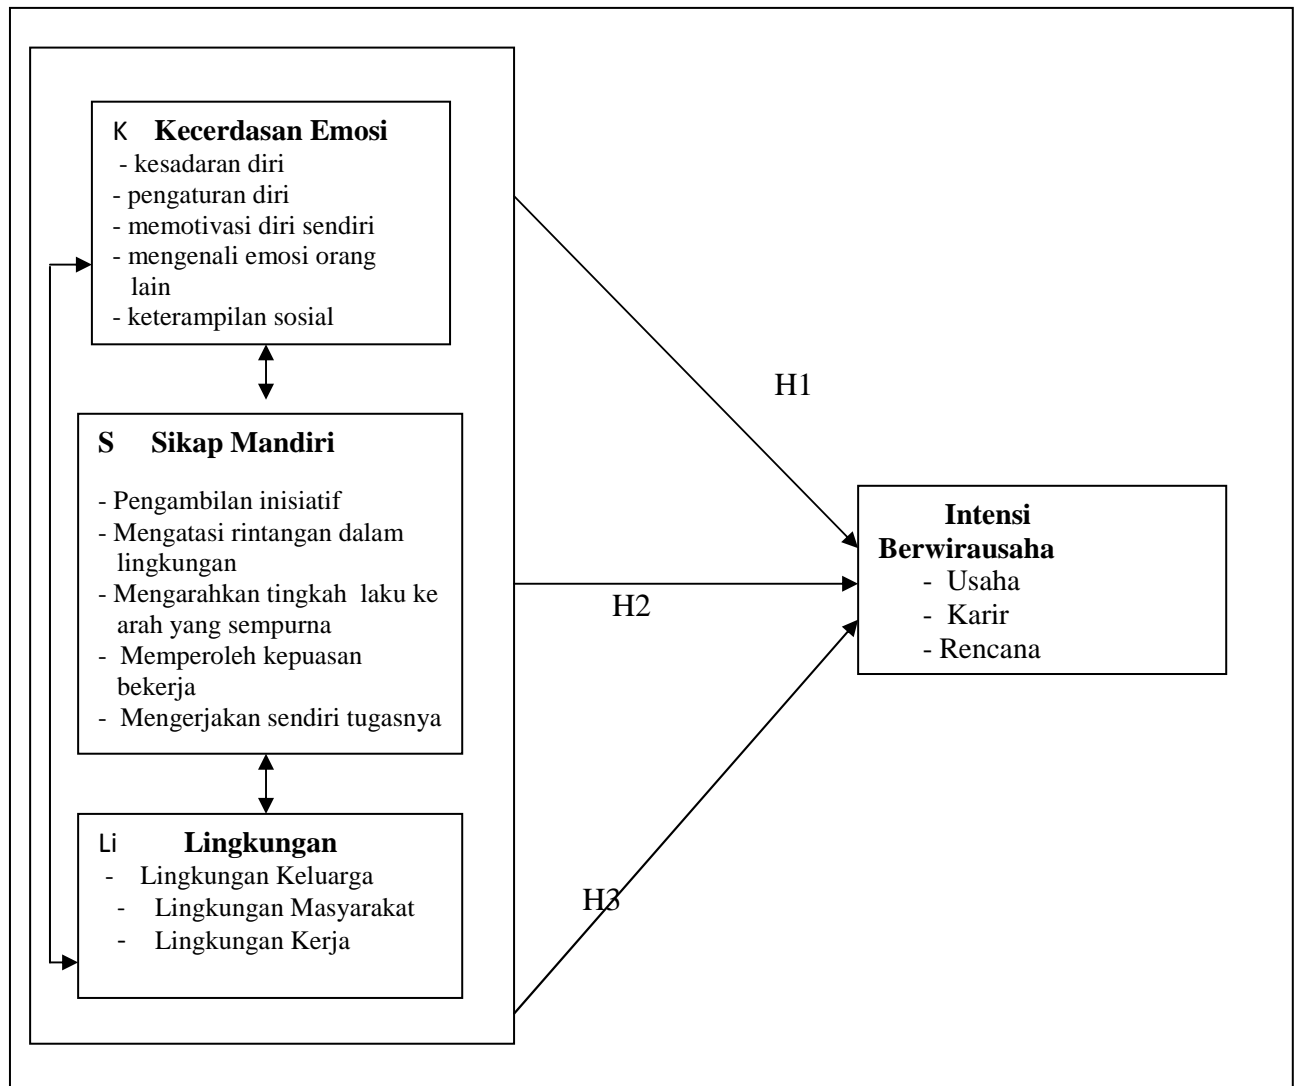 K Kecerdasan Emosi
- kesadaran diri
- pengaturan diri
- memotivasi diri sendiri
- mengenali emosi orang
lain
- keterampilan sosial
S Sikap Mandiri
- Pengambilan inisiatif
- Mengatasi rintangan dalam
lingkungan
- Mengarahkan tingkah laku ke
arah yang sempurna
- Memperoleh kepuasan
bekerja
- Mengerjakan sendiri tugasnya
Li Lingkungan
- Lingkungan Keluarga
- Lingkungan Masyarakat
- Lingkungan Kerja
H1
H2
H3
Intensi
Berwirausaha
- Usaha
- Karir
- Rencana